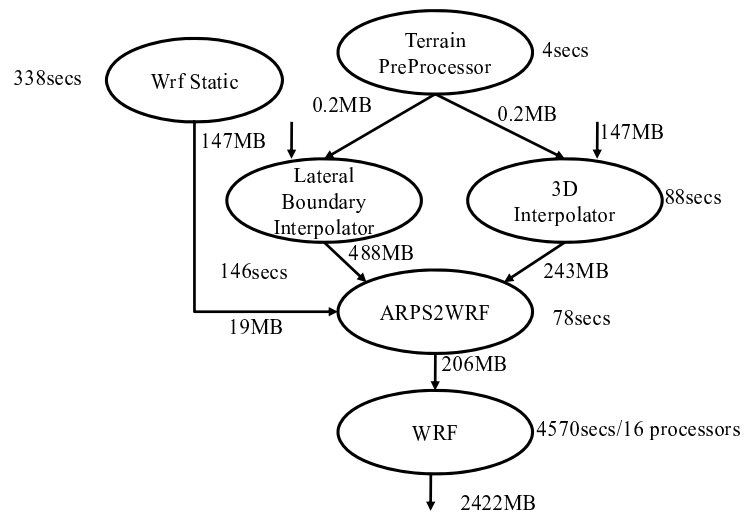 Terrain
PreProcessor
4secs
338secs
Wrf Static
0.2MB
0.2MB
147MB
147MB
Lateral
Boundary
Interpolator
3D
Interpolator
88secs
488MB
243MB
146secs
ARPS2WRF
78secs
19MB
206MB
WRF
4570secs/16 processors
2422MB